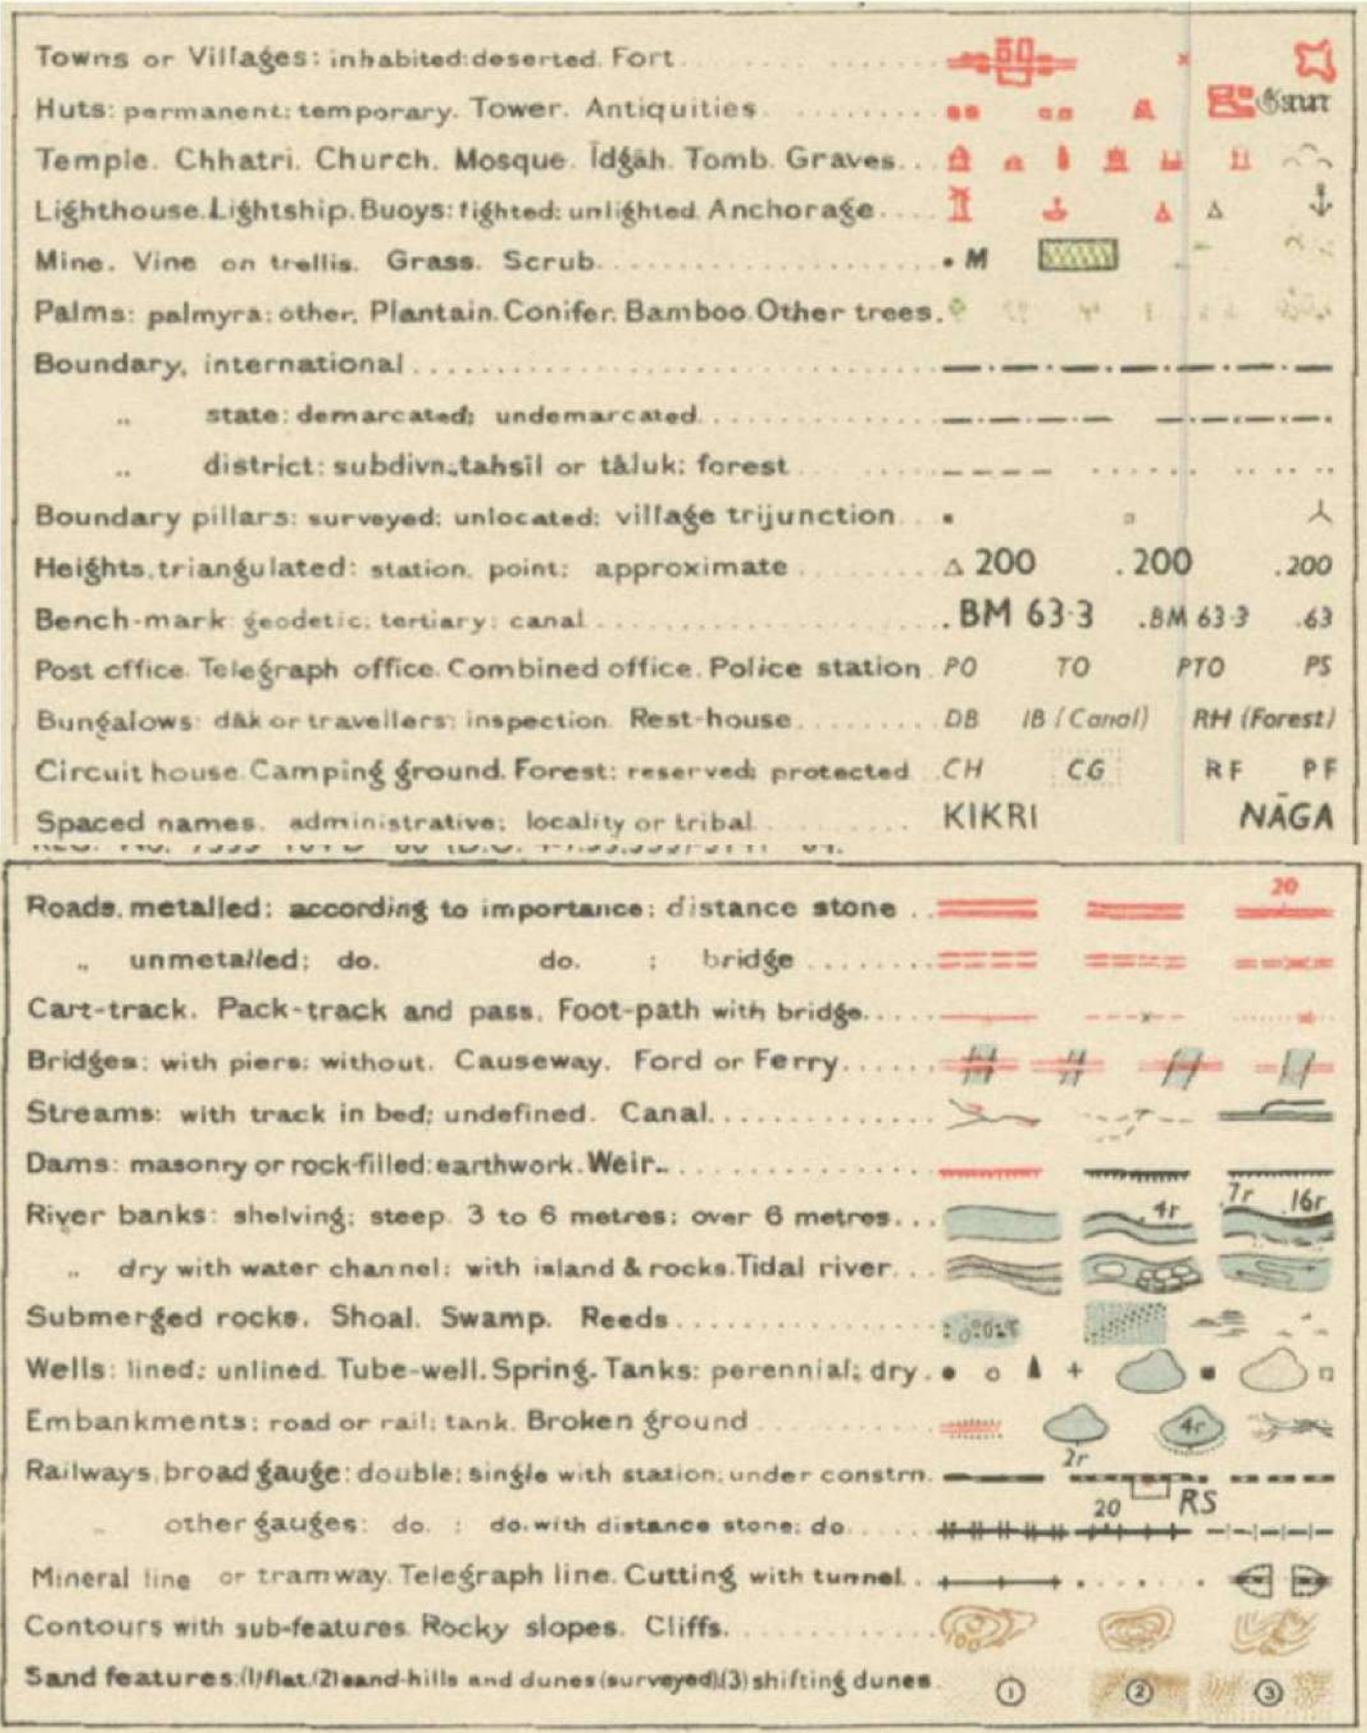 Towns or Villages: inhabited: deserted. Fort
Huts: permanent: temporary. Tower. Antiquities Gaur
Temple. Chhatri. Church. Mosque. Īdgāh. Tomb. Graves
Lighthouse. Lightship. Buoys: lighted: unlighted Anchorage
Mine. Vine on trellis. Grass. Scrub. M
Palms: palmyra: other. Plantain. Conifer. Bamboo. Other trees.
Boundary, international
" state: demarcated; undemarcated
" district: subdivn, tahsīl or tāluk; forest
Boundary pillars: surveyed; unlocated; village trijunction
Heights, triangulated: station, point; approximate 200 .200 .200
Bench-mark geodetic; tertiary; canal .BM 63·3 .BM 63·3 .63
Post office. Telegraph office. Combined office. Police station PO TO PTO PS
Bungalows: dāk or travellers; inspection. Rest-house DB IB (Canal) RH (Forest)
Circuit house. Camping ground. Forest: reserved; protected CH CG RF PF
Spaced names, administrative; locality or tribal KIKRI NĀGA
Roads, metalled: according to importance; distance stone 20
" unmetalled; do. do. ; bridge
Cart-track. Pack-track and pass. Foot-path with bridge
Bridges: with piers; without. Causeway. Ford or Ferry
Streams: with track in bed; undefined. Canal
Dams: masonry or rock-filled; earthwork. Weir
River banks: shelving; steep. 3 to 6 metres; over 6 metres 4r 7r 16r
" dry with water channel; with island & rocks. Tidal river
Submerged rocks. Shoal. Swamp. Reeds
Wells: lined; unlined. Tube-well. Spring. Tanks: perennial; dry
Embankments: road or rail; tank. Broken ground 2r 4r
Railways, broad gauge: double; single with station; under constrn. RS
" other gauges: do. ; do. with distance stone; do. 20
Mineral line or tramway. Telegraph line. Cutting with tunnel
Contours with sub-features. Rocky slopes. Cliffs. 100
Sand features: (1) flat. (2) sand-hills and dunes (surveyed) (3) shifting dunes 1 2 3